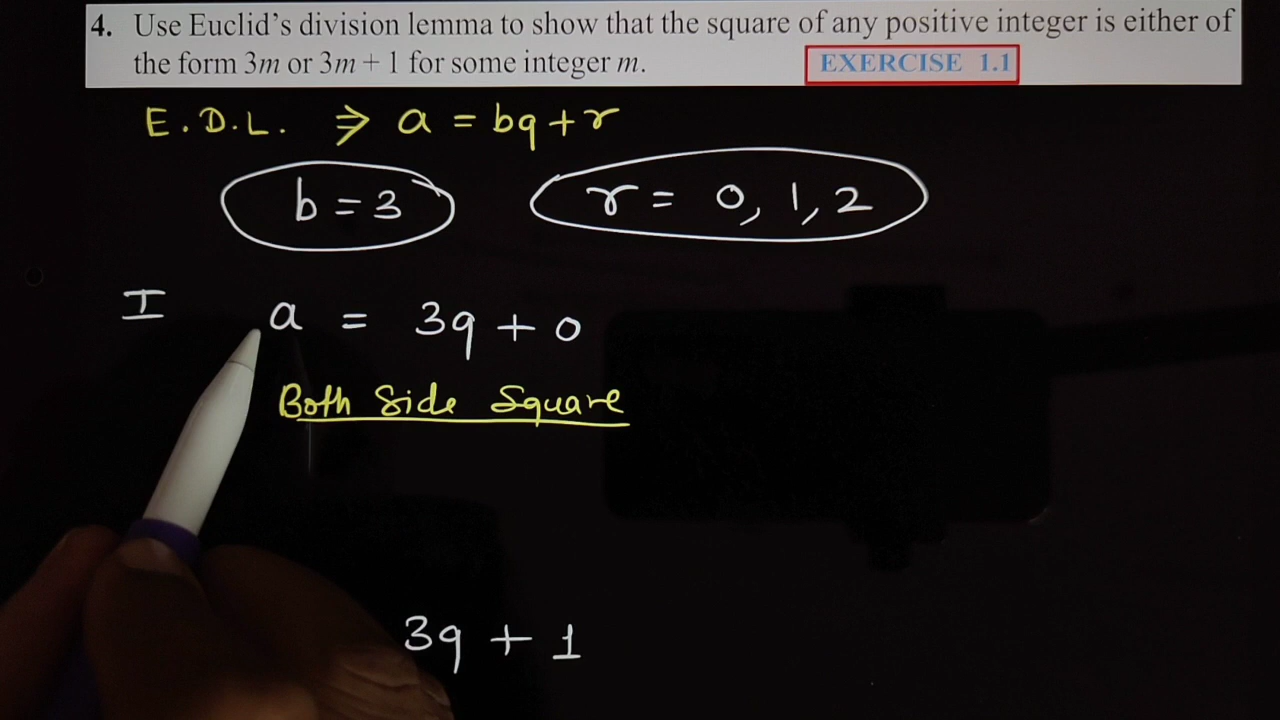 4. Use Euclid's division lemma to show that the square of any positive integer is either of
the form 3m or 3m + 1 for some integer m.
EXERCISE 1.1
E.D.L. ⇒ a = bq + r
b = 3
r = 0, 1, 2
I a = 3q + 0
Both Side Square
3q + 1